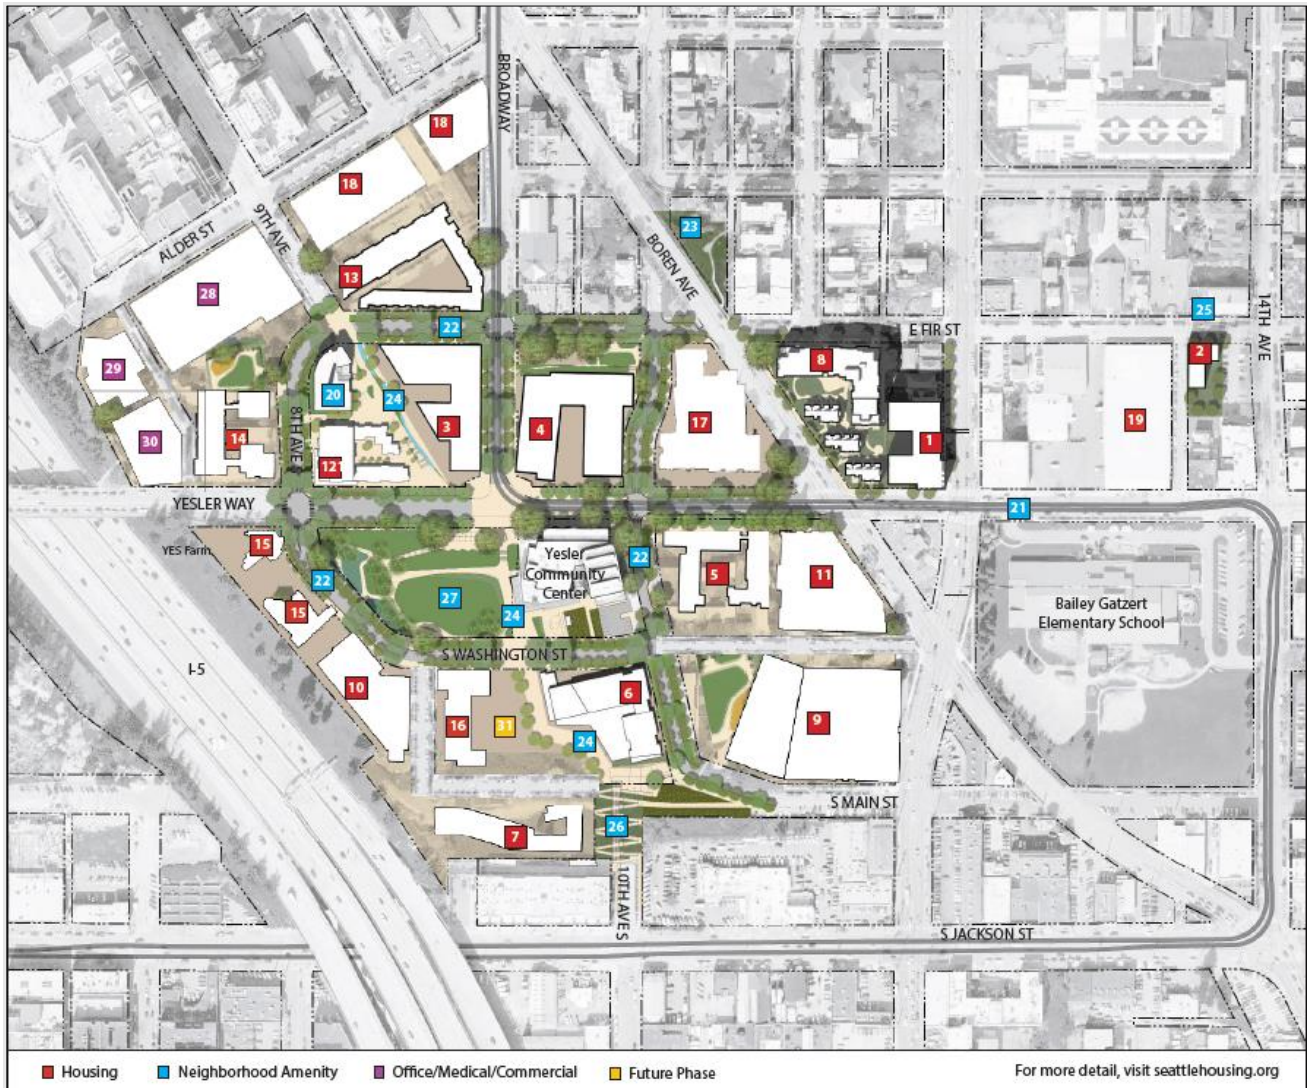 BROADWAY
18
18
9TH AVE
ALDER ST
23
BOREN AVE
13
28
25
14TH AVE
22
E FIR ST
2
8
29
20
24
3
4
17
19
8TH AVE
14
30
121
1
YESLER WAY
21
YES Farm
15
22
Yesler
Community
Center
22
5
11
27
24
15
Bailey Gatzert
Elementary School
S WASHINGTON ST
I-5
10
6
16
31
24
9
S MAIN ST
7
26
10TH AVE S
S JACKSON ST
Housing
Neighborhood Amenity
Office/Medical/Commercial
Future Phase
For more detail, visit seattlehousing.org